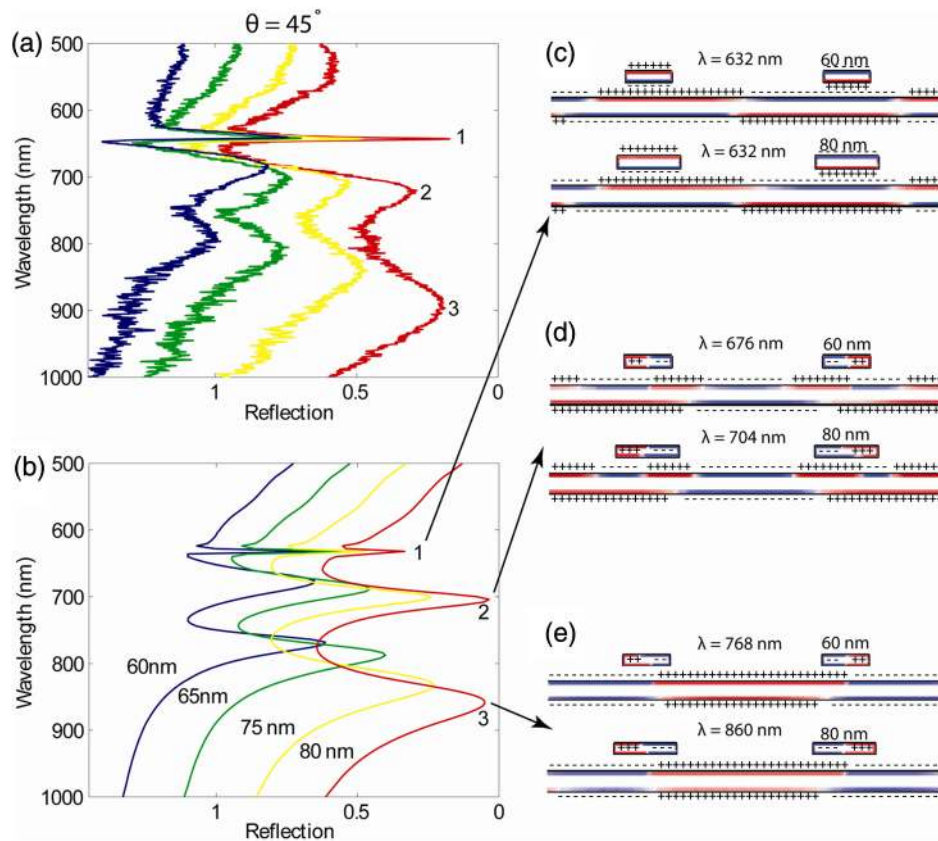 θ = 45°
(a)
500
600
700
800
900
1000
Wavelength (nm)
1
0.5
0
Reflection
1
2
3
(b)
500
600
700
800
900
1000
Wavelength (nm)
1
0.5
0
Reflection
1
2
3
60nm
65nm
75 nm
80 nm
(c)
λ = 632 nm
60 nm
λ = 632 nm
80 nm
(d)
λ = 676 nm
60 nm
λ = 704 nm
80 nm
(e)
λ = 768 nm
60 nm
λ = 860 nm
80 nm